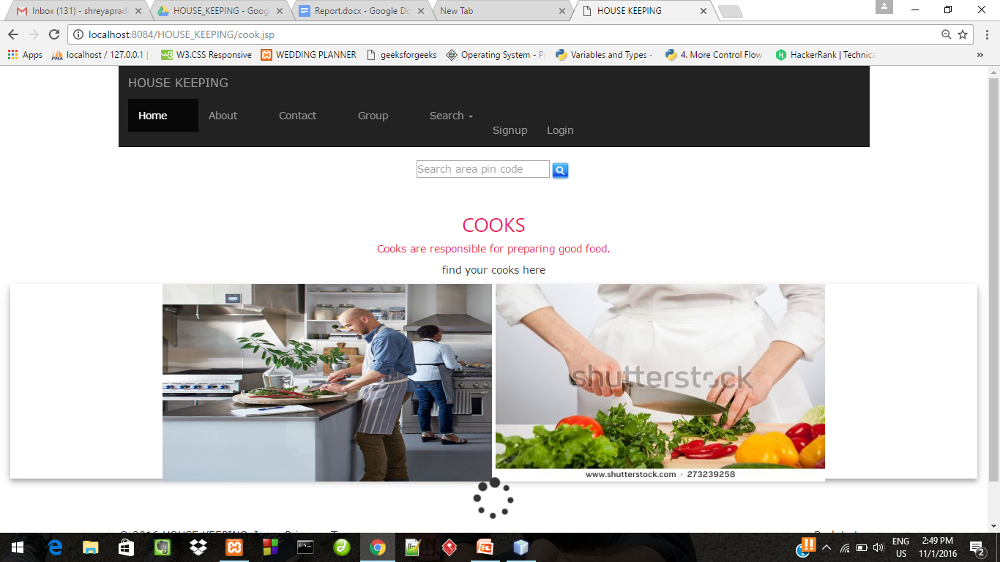 Inbox (131) - shreyaprad
HOUSE_KEEPING - Goog
Report.docx - Google Do
New Tab
HOUSE KEEPING
localhost:8084/HOUSE_KEEPING/cook.jsp
Apps
localhost / 127.0.0.1 |
W3.CSS Responsive
WEDDING PLANNER
geeksforgeeks
Operating System - P
Variables and Types -
4. More Control Flow
HackerRank | Technica
HOUSE KEEPING
Home
About
Contact
Group
Search
Signup
Login
Search area pin code
COOKS
Cooks are responsible for preparing good food.
find your cooks here
shutterstock
www.shutterstock.com · 273239258
© 2016 HOUSE KEEPING, Inc.
ENG
US
2:49 PM
11/1/2016
2